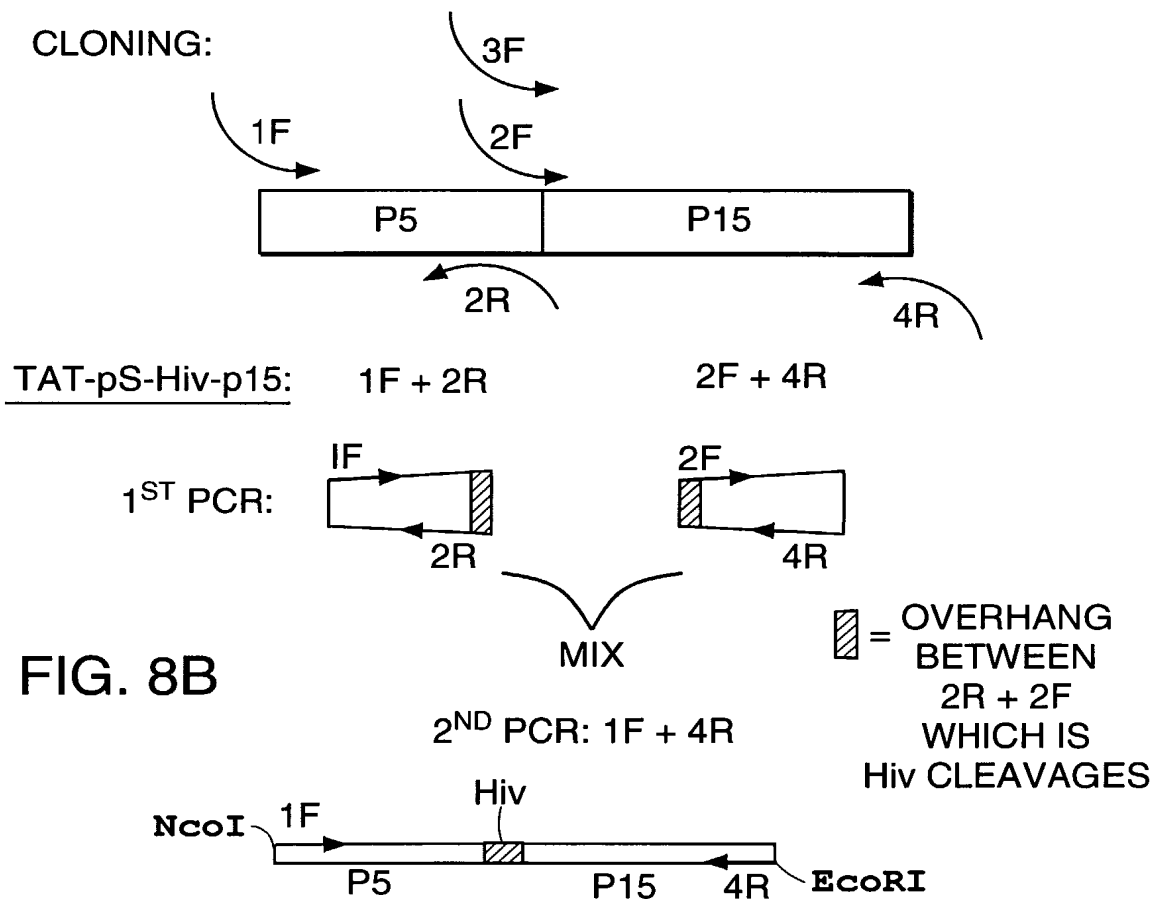 CLONING:
3F
1F
2F
P5
P15
2R
4R
TAT-pS-Hiv-p15:
1F + 2R
2F + 4R
1ST PCR:
IF
2R
2F
4R
MIX
= OVERHANG
BETWEEN
2R + 2F
WHICH IS
Hiv CLEAVAGES
FIG. 8B
2ND PCR: 1F + 4R
Hiv
NcoI
1F
P5
P15
4R
EcoRI